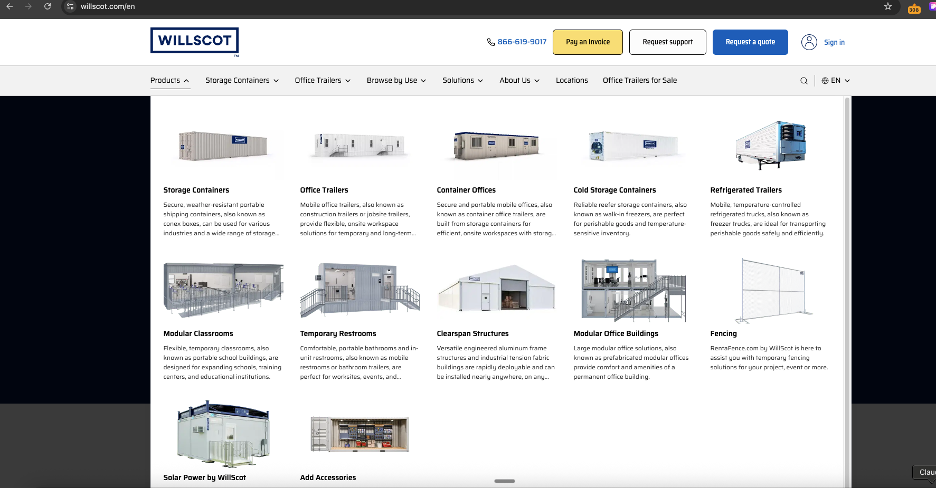 willscot.com/en
WILLSCOT
866-619-9017
Pay an Invoice
Request support
Request a quote
Sign in
Products
Storage Containers
Office Trailers
Browse by Use
Solutions
About Us
Locations
Office Trailers for Sale
EN
Storage Containers
Secure, weather-resistant portable
shipping containers, also known as
conex boxes, can be used for various
industries and a wide range of storage...
Office Trailers
Mobile office trailers, also known as
construction trailers or jobsite trailers,
provide flexible, onsite workspace
solutions for temporary and long-term...
Container Offices
Secure and portable mobile offices, also
known as container office trailers, are
built from storage containers for
efficient, onsite workspaces with storag...
Cold Storage Containers
Reliable reefer storage containers, also
known as walk-in freezers, are perfect
for perishable goods and temperature-
sensitive inventory.
Refrigerated Trailers
Mobile, temperature-controlled
refrigerated trucks, also known as
freezer trucks, are ideal for transporting
perishable goods safely and efficiently.
Modular Classrooms
Flexible, temporary classrooms, also
known as portable school buildings, are
designed for expanding schools, training
centers, and educational institutions.
Temporary Restrooms
Comfortable, portable bathrooms and in-
unit restrooms, also known as mobile
restrooms or bathroom trailers, are
perfect for worksites, events, and...
Clearspan Structures
Versatile engineered aluminum frame
structures and industrial tension fabric
buildings are rapidly deployable and can
be installed nearly anywhere, on any...
Modular Office Buildings
Large modular office solutions, also
known as prefabricated modular offices
provide comfort and amenities of a
permanent office building.
Fencing
RentaFence.com by WillScot is here to
assist you with temporary fencing
solutions for your project, event or more.
Solar Power by WillScot
Add Accessories